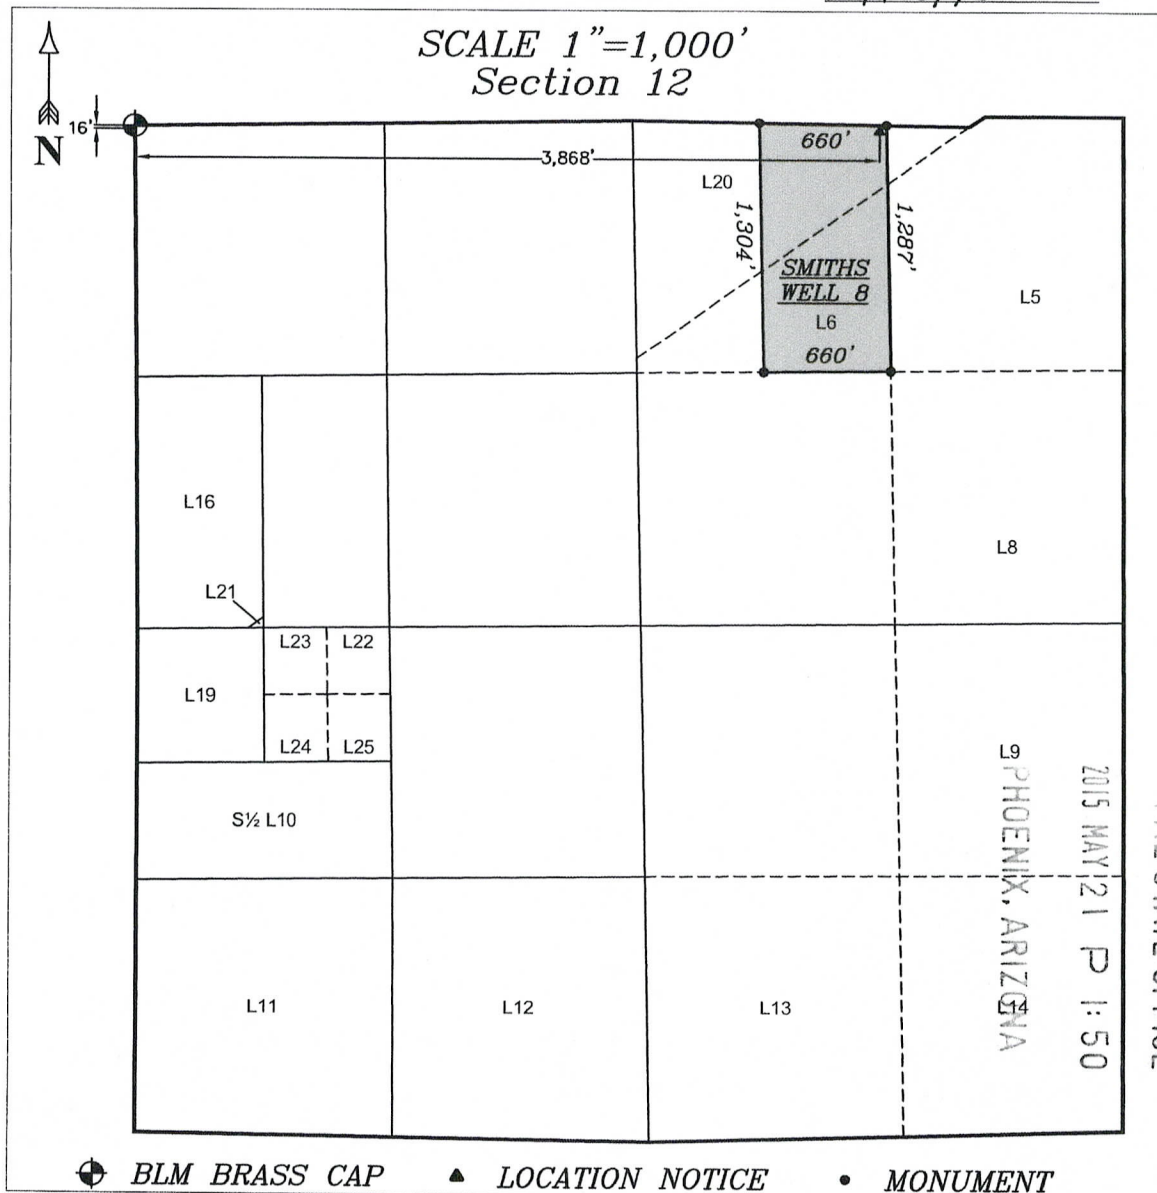 SCALE 1"=1,000'
Section 12
16'
N
660'
3,868'
L20
1,304'
1,287'
SMITHS
WELL 8
L5
L6
660'
L16
L8
L21
L23
L22
L19
L24
L25
L9
S½ L10
PHOENIX, ARIZONA
2015 MAY 21 P 1:50
L11
L12
L13
L14
BLM BRASS CAP
LOCATION NOTICE
MONUMENT